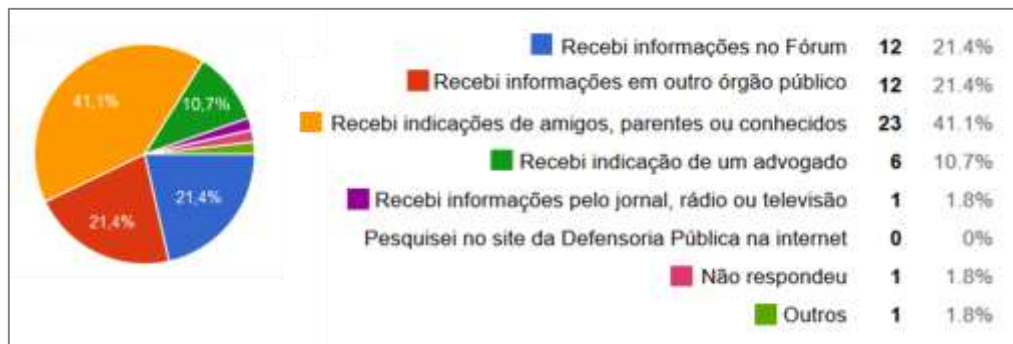 Recebi informações no Fórum 12 21.4%
Recebi informações em outro órgão público 12 21.4%
Recebi indicações de amigos, parentes ou conhecidos 23 41.1%
Recebi indicação de um advogado 6 10.7%
Recebi informações pelo jornal, rádio ou televisão 1 1.8%
Pesquisei no site da Defensoria Pública na internet 0 0%
Não respondeu 1 1.8%
Outros 1 1.8%
41,1%
10,7%
21,4%
21,4%